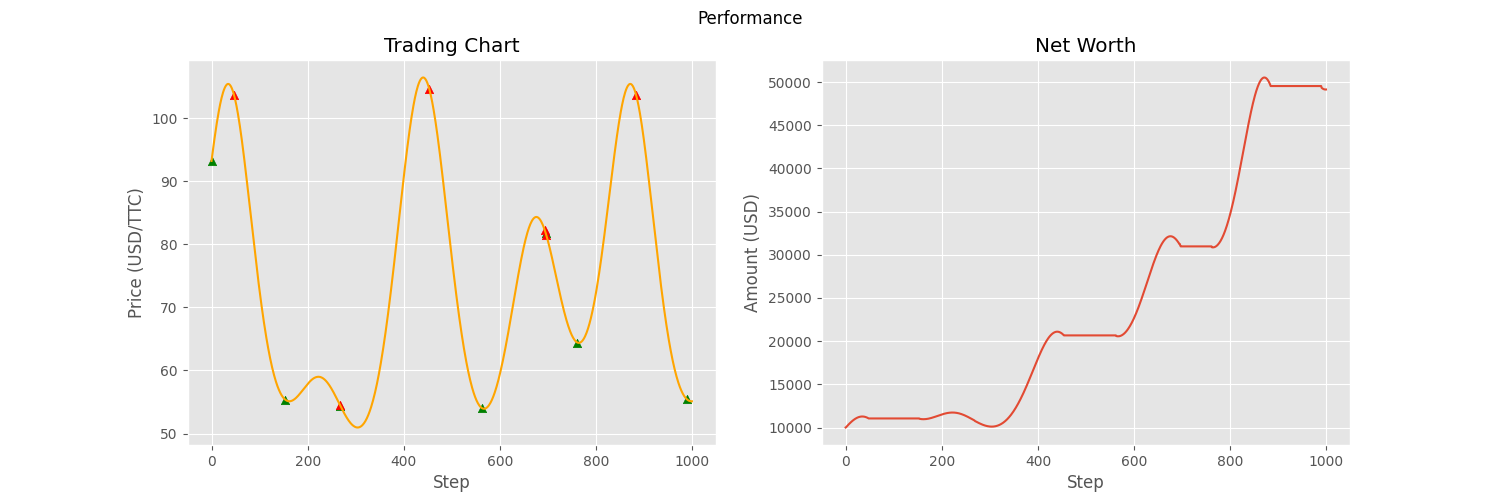 Performance
Trading Chart
Net Worth
Price (USD/TTC)
100
90
80
70
60
50
0 200 400 600 800 1000
Step
Amount (USD)
50000
45000
40000
35000
30000
25000
20000
15000
10000
0 200 400 600 800 1000
Step